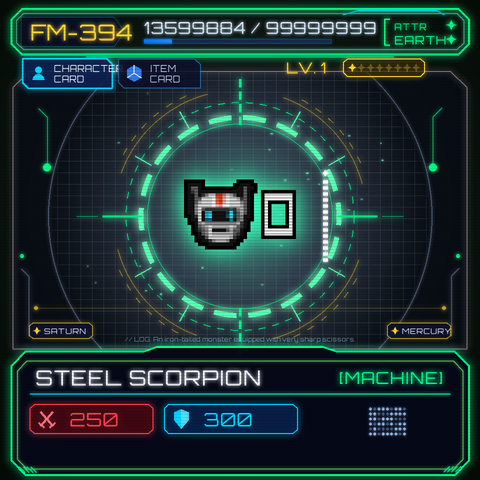 FM-394
13599884 / 99999999
ATTR
EARTH
CHARACTER
CARD
ITEM
CARD
LV.1
SATURN
MERCURY
// LOG: An iron-tailed monster equipped with very sharp scissors.
STEEL SCORPION
[MACHINE]
250
300